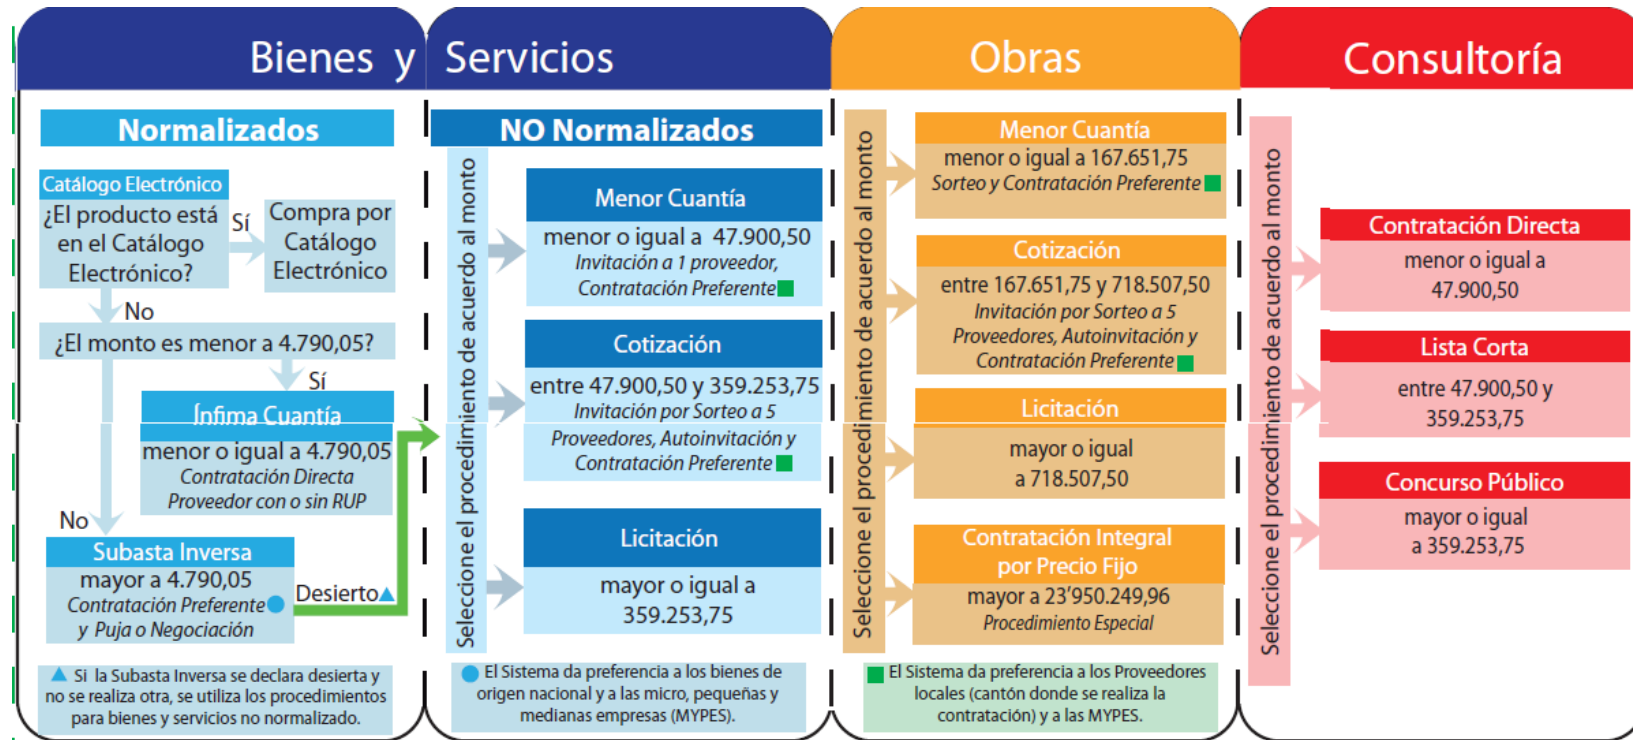 Bienes y Servicios
Normalizados
Catálogo Electrónico
¿El producto está
en el Catálogo
Electrónico?
Sí
Compra por
Catálogo
Electrónico
No
¿El monto es menor a 4.790,05?
Sí
Ínfima Cuantía
menor o igual a 4.790,05
Contratación Directa
Proveedor con o sin RUP
No
Subasta Inversa
mayor a 4.790,05
Contratación Preferente
y Puja o Negociación
Desierto
Si la Subasta Inversa se declara desierta y
no se realiza otra, se utiliza los procedimientos
para bienes y servicios no normalizado.
NO Normalizados
Seleccione el procedimiento de acuerdo al monto
Menor Cuantía
menor o igual a 47.900,50
Invitación a 1 proveedor,
Contratación Preferente
Cotización
entre 47.900,50 y 359.253,75
Invitación por Sorteo a 5
Proveedores, Autoinvitación y
Contratación Preferente
Licitación
mayor o igual a
359.253,75
El Sistema da preferencia a los bienes de
origen nacional y a las micro, pequeñas y
medianas empresas (MYPES).
Obras
Seleccione el procedimiento de acuerdo al monto
Menor Cuantía
menor o igual a 167.651,75
Sorteo y Contratación Preferente
Cotización
entre 167.651,75 y 718.507,50
Invitación por Sorteo a 5
Proveedores, Autoinvitación y
Contratación Preferente
Licitación
mayor o igual
a 718.507,50
Contratación Integral
por Precio Fijo
mayor a 23’950.249,96
Procedimiento Especial
El Sistema da preferencia a los Proveedores
locales (cantón donde se realiza la
contratación) y a las MYPES.
Consultoría
Seleccione el procedimiento de acuerdo al monto
Contratación Directa
menor o igual a
47.900,50
Lista Corta
entre 47.900,50 y
359.253,75
Concurso Público
mayor o igual
a 359.253,75